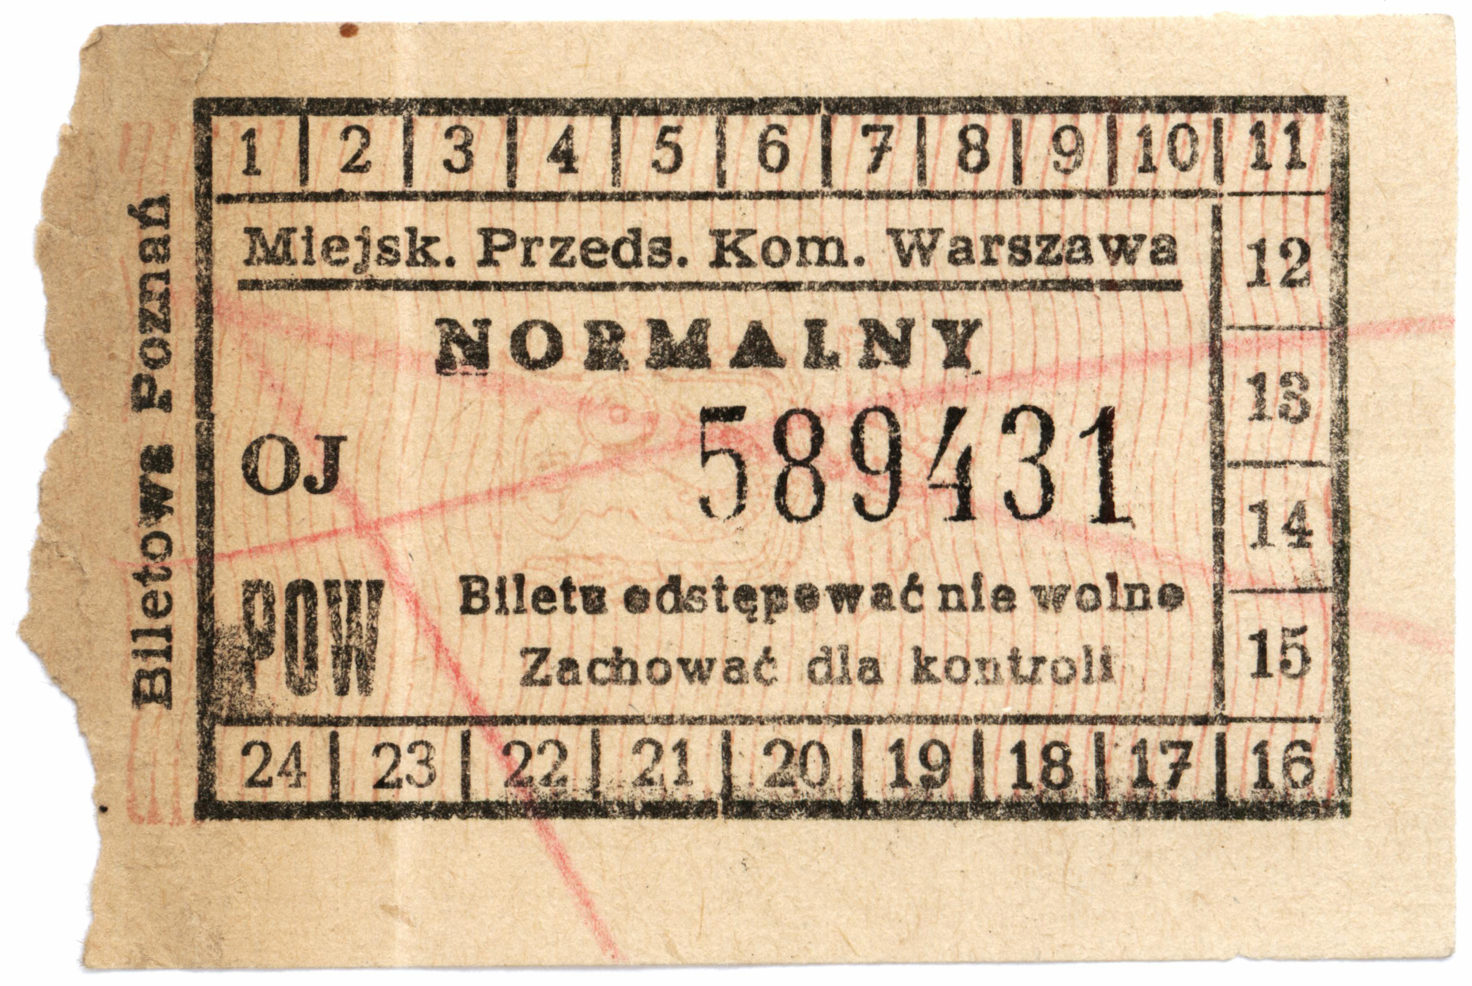 1 2 3 4 5 6 7 8 9 10 11
Miejsk. Przeds. Kom. Warszawa
12
NORMALNY
13
OJ 589431
14
POW
Biletu odstępować nie wolno
15
Zachować dla kontroli
24 23 22 21 20 19 18 17 16
Biletowa Poznań